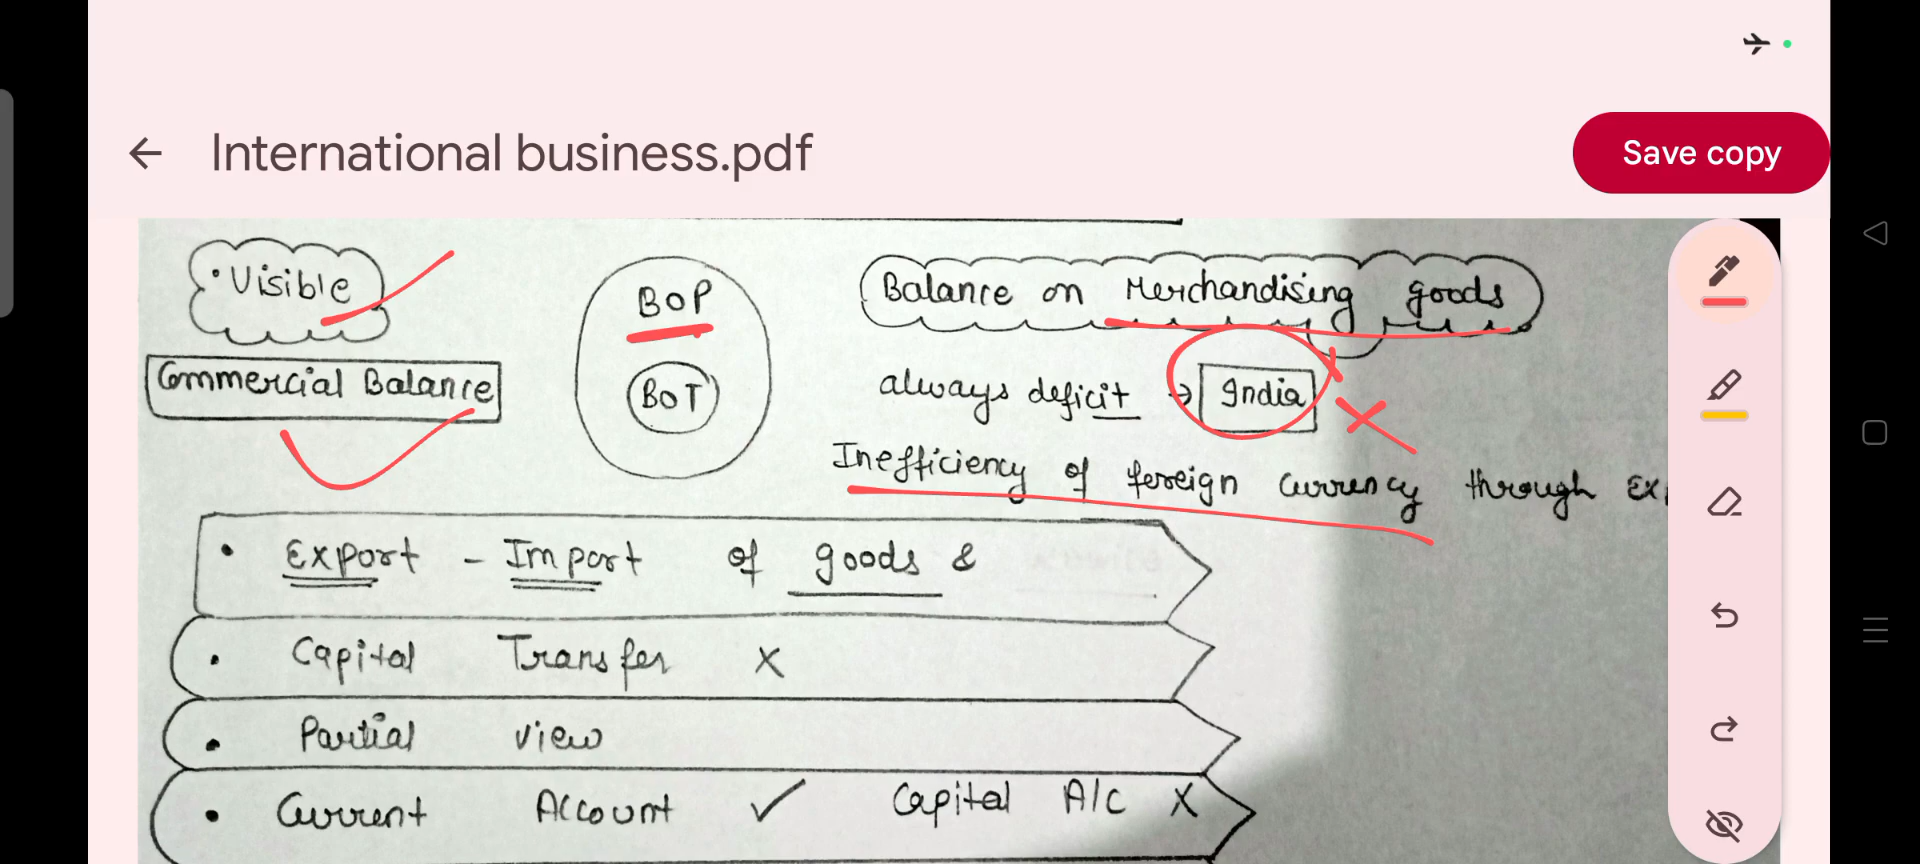 International business.pdf
Save copy
• Visible
BOP
Balance on Merchandising goods
Commercial Balance
BOT
always deficit → India
Inefficiency of foreign currency through Exp
• Export - Import of goods &
• Capital Transfer X
• Partial view
• Current Account ✓ Capital A/c X